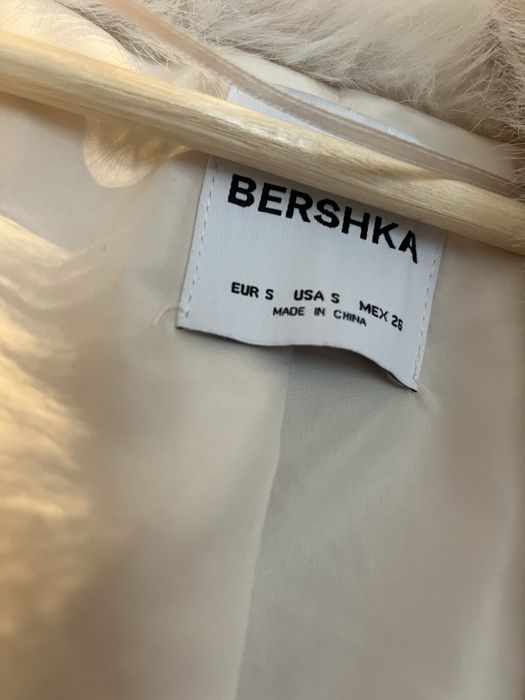 BERSHKA
EUR S USA S MEX 26
MADE IN CHINA